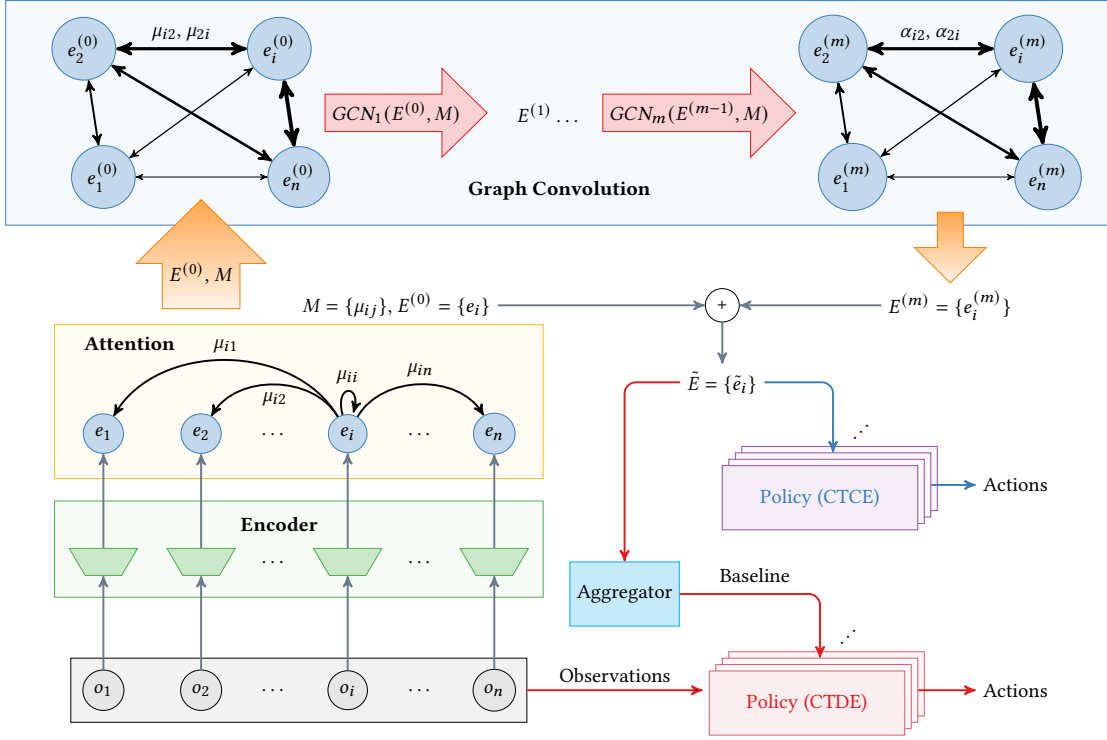 μ_{i2}, μ_{2i}
e_2^{(0)}
e_i^{(0)}
e_1^{(0)}
e_n^{(0)}
GCN_1(E^{(0)}, M)
E^{(1)} …
GCN_m(E^{(m−1)}, M)
α_{i2}, α_{2i}
e_2^{(m)}
e_i^{(m)}
e_1^{(m)}
e_n^{(m)}
Graph Convolution
E^{(0)}, M
M = {μ_{ij}}, E^{(0)} = {e_i}
+
E^{(m)} = {e_i^{(m)}}
Ẽ = {ẽ_i}
Attention
μ_{i1}
μ_{i2}
μ_{ii}
μ_{in}
e_1
e_2
…
e_i
…
e_n
Encoder
…
…
o_1
o_2
…
o_i
…
o_n
⋰
Policy (CTCE)
Actions
Aggregator
Baseline
Observations
⋰
Policy (CTDE)
Actions